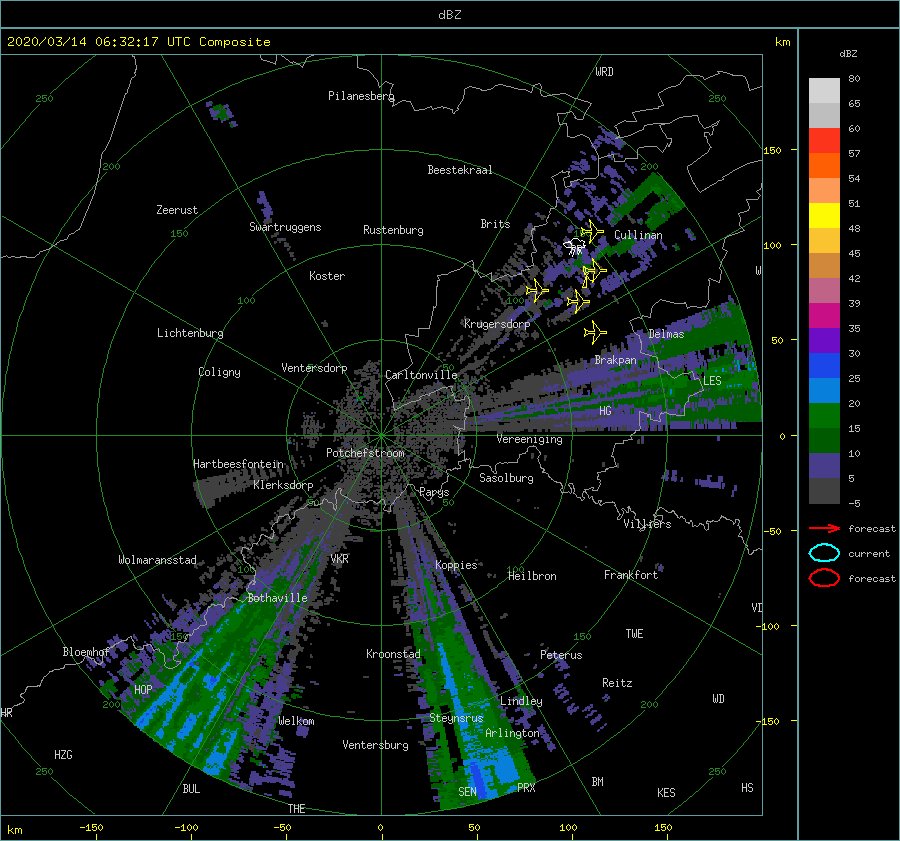 dBZ
2020/03/14 06:32:17 UTC Composite
km
dBZ
WRD
250
Pilanesberg
250
80
65
60
57
54
51
48
45
42
39
35
30
25
20
15
10
5
-5
150
100
50
0
-50
-100
-150
200
Beestekraal
200
Zeerust
150
Swartruggens
Rustenburg
Brits
Cullinan
Koster
W
100
100
Lichtenburg
Krugersdorp
Delmas
Coligny
Ventersdorp
Carltonville
Brakpan
LES
HG
Vereeniging
Potchefstroom
Hartbeesfontein
Klerksdorp
Sasolburg
Parys
50
50
Villiers
forecast
current
forecast
Wolmaransstad
VKR
Koppies
100
100
Heilbron
Frankfort
Bothaville
VD
150
150
TWE
Bloemhof
Kroonstad
Peterus
HOP
Reitz
200
Lindley
200
WD
HR
Welkom
Steynsrus
Arlington
Ventersburg
HZG
250
250
BUL
SEN
PRX
BM
KES
HS
THE
km
-150
-100
-50
0
50
100
150